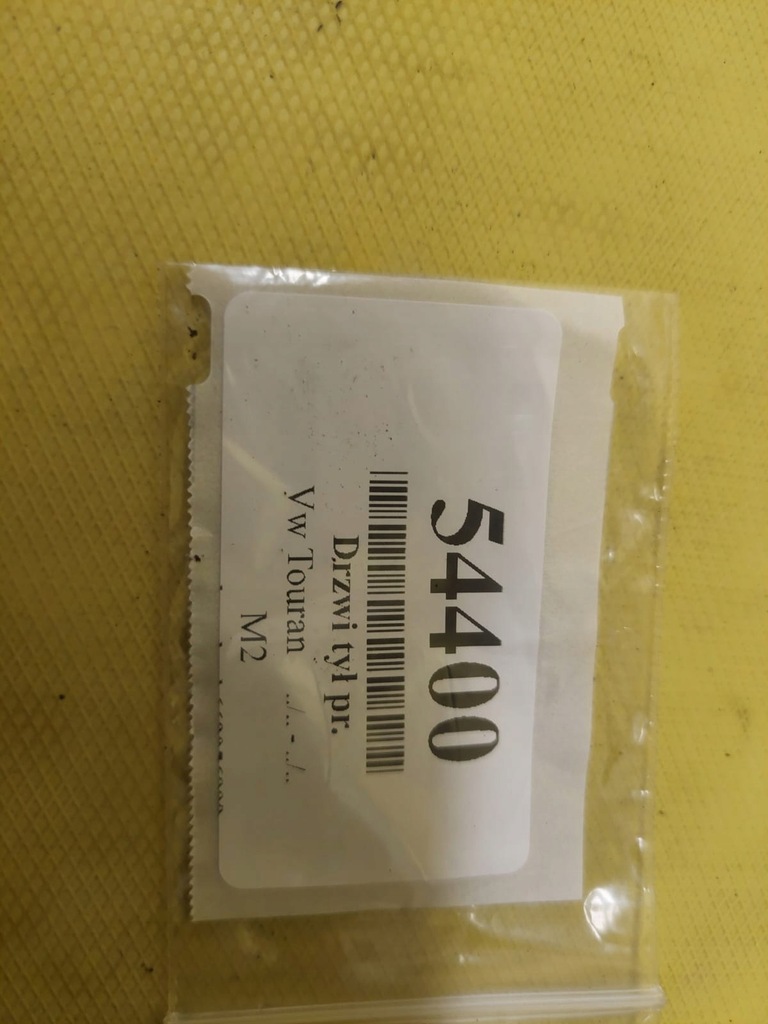 54400
Drzwi tył pr.
Vw Touran ../.. - ../..
M2